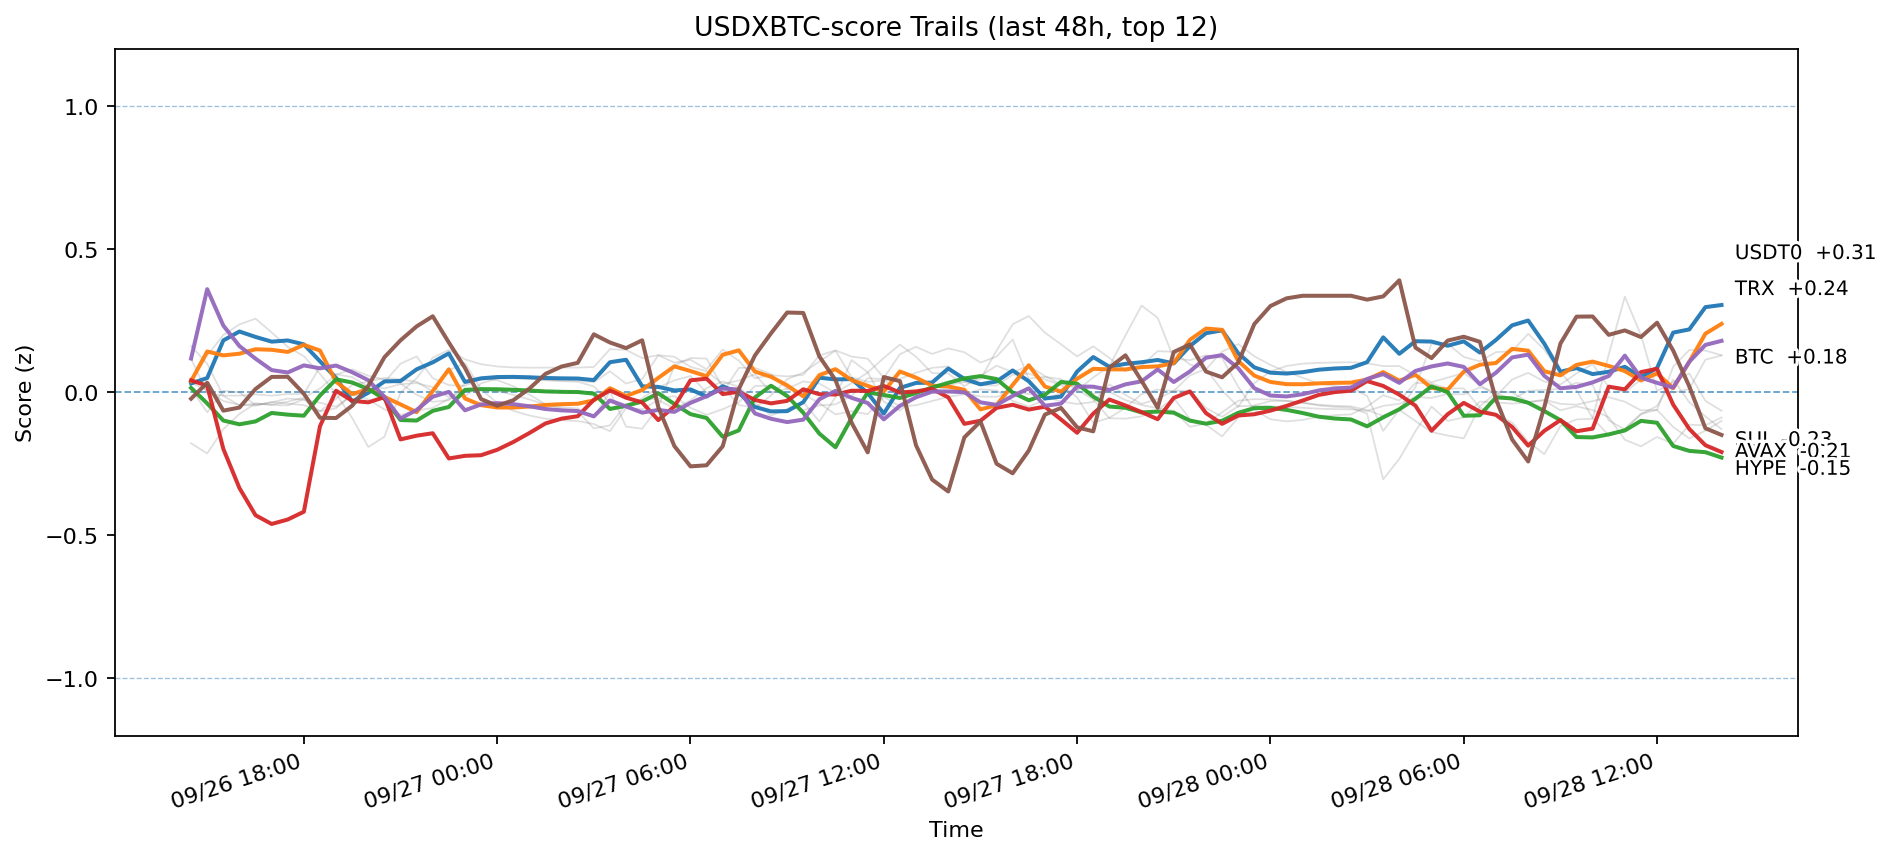 USDXBTC-score Trails (last 48h, top 12)
Score (z)
1.0
0.5
0.0
−0.5
−1.0
USDT0 +0.31
TRX +0.24
BTC +0.18
-0.23
AVAX -0.21
HYPE -0.15
09/26 18:00
09/27 00:00
09/27 06:00
09/27 12:00
09/27 18:00
09/28 00:00
09/28 06:00
09/28 12:00
Time